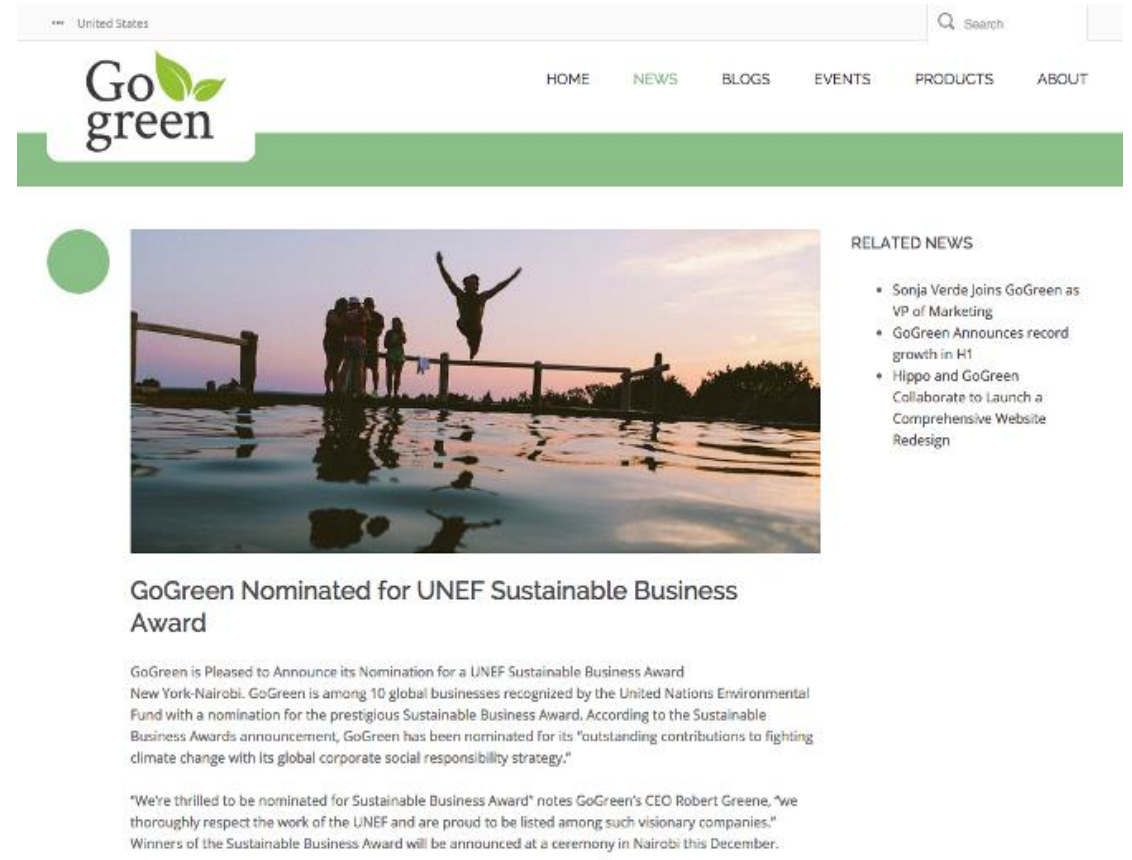 United States
Search
Go
green
HOME NEWS BLOGS EVENTS PRODUCTS ABOUT
RELATED NEWS
Sonja Verde Joins GoGreen as
VP of Marketing
GoGreen Announces record
growth in H1
Hippo and GoGreen
Collaborate to Launch a
Comprehensive Website
Redesign
GoGreen Nominated for UNEF Sustainable Business
Award
GoGreen is Pleased to Announce its Nomination for a UNEF Sustainable Business Award
New York-Nairobi. GoGreen is among 10 global businesses recognized by the United Nations Environmental
Fund with a nomination for the prestigious Sustainable Business Award. According to the Sustainable
Business Awards announcement, GoGreen has been nominated for its "outstanding contributions to fighting
climate change with its global corporate social responsibility strategy."
"We're thrilled to be nominated for Sustainable Business Award" notes GoGreen's CEO Robert Greene, "we
thoroughly respect the work of the UNEF and are proud to be listed among such visionary companies."
Winners of the Sustainable Business Award will be announced at a ceremony in Nairobi this December.